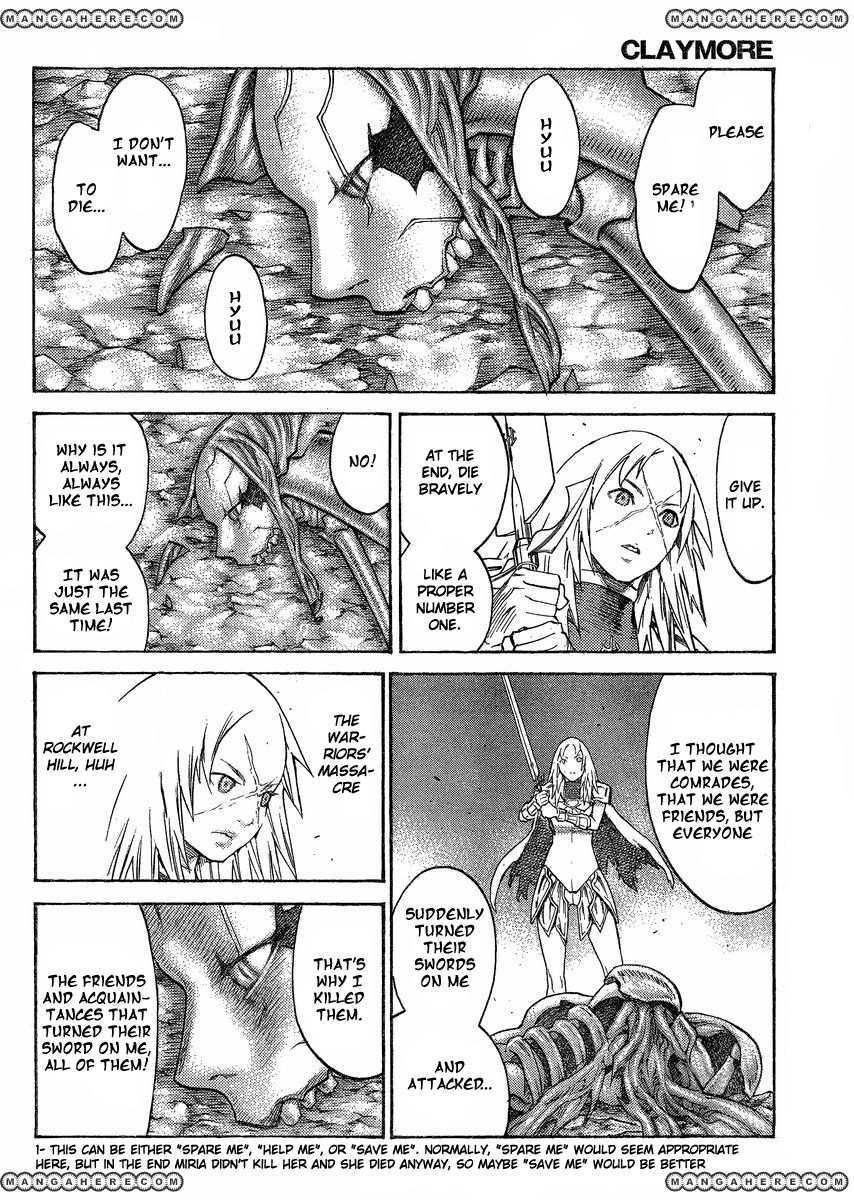 MANGAHERE.COM
MANGAHERE.COM
CLAYMORE
PLEASE
SPARE
ME! 1
HYUU
I DON'T
WANT...
TO
DIE...
HYUU
GIVE
IT UP.
AT THE
END, DIE
BRAVELY
LIKE A
PROPER
NUMBER
ONE.
NO!
WHY IS IT
ALWAYS,
ALWAYS
LIKE THIS...
IT WAS
JUST THE
SAME LAST
TIME!
I THOUGHT
THAT WE WERE
COMRADES,
THAT WE WERE
FRIENDS, BUT
EVERYONE
SUDDENLY
TURNED
THEIR
SWORDS
ON ME
AND
ATTACKED...
THE
WAR-
RIORS'
MASSA-
CRE
AT
ROCKWELL
HILL, HUH
...
THAT'S
WHY I
KILLED
THEM.
THE FRIENDS
AND ACQUAIN-
TANCES THAT
TURNED THEIR
SWORD ON ME,
ALL OF THEM!
1- THIS CAN BE EITHER "SPARE ME", "HELP ME", OR "SAVE ME". NORMALLY, "SPARE ME" WOULD SEEM APPROPRIATE
HERE, BUT IN THE END MIRIA DIDN'T KILL HER AND SHE DIED ANYWAY, SO MAYBE "SAVE ME" WOULD BE BETTER
MANGAHERE.COM
MANGAHERE.COM